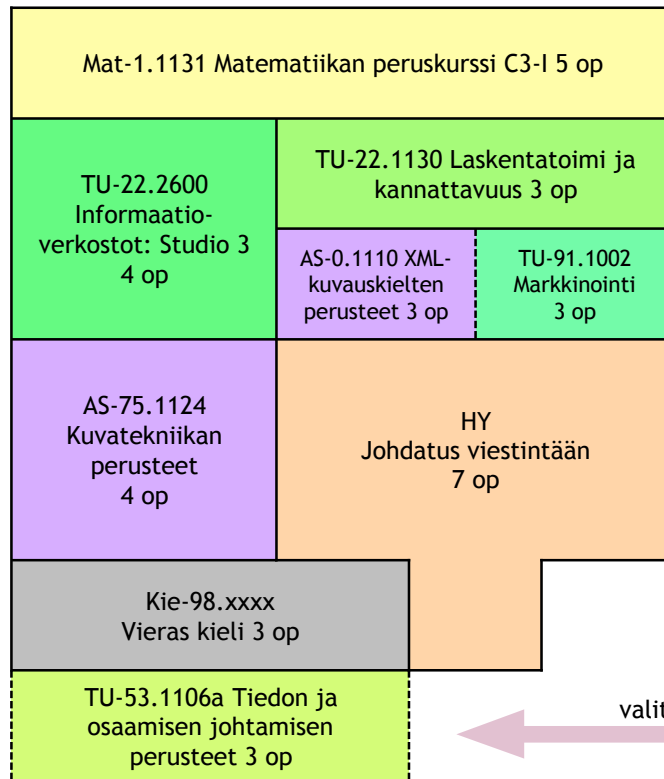 Mat-1.1131 Matematiikan peruskurssi C3-I 5 op
TU-22.2600
Informaatio-
verkostot: Studio 3
4 op
TU-22.1130 Laskentatoimi ja
kannattavuus 3 op
AS-0.1110 XML-
kuvauskielten
perusteet 3 op
TU-91.1002
Markkinointi
3 op
AS-75.1124
Kuvatekniikan
perusteet
4 op
HY
Johdatus viestintään
7 op
Kie-98.xxxx
Vieras kieli 3 op
TU-53.1106a Tiedon ja
osaamisen johtamisen
perusteet 3 op
valit